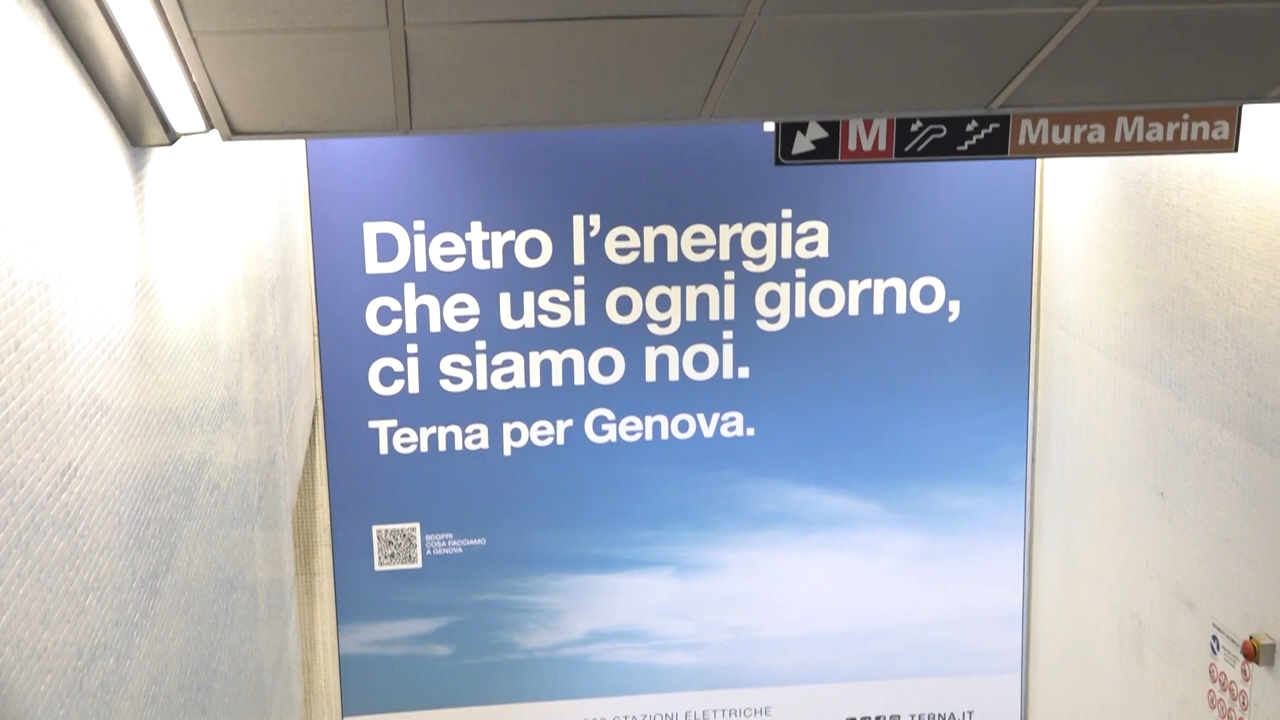 M Mura Marina
Dietro l’energia
che usi ogni giorno,
ci siamo noi.
Terna per Genova.
SCOPRI
COSA FACCIAMO
A GENOVA
STAZIONI ELETTRICHE
TERNA.IT